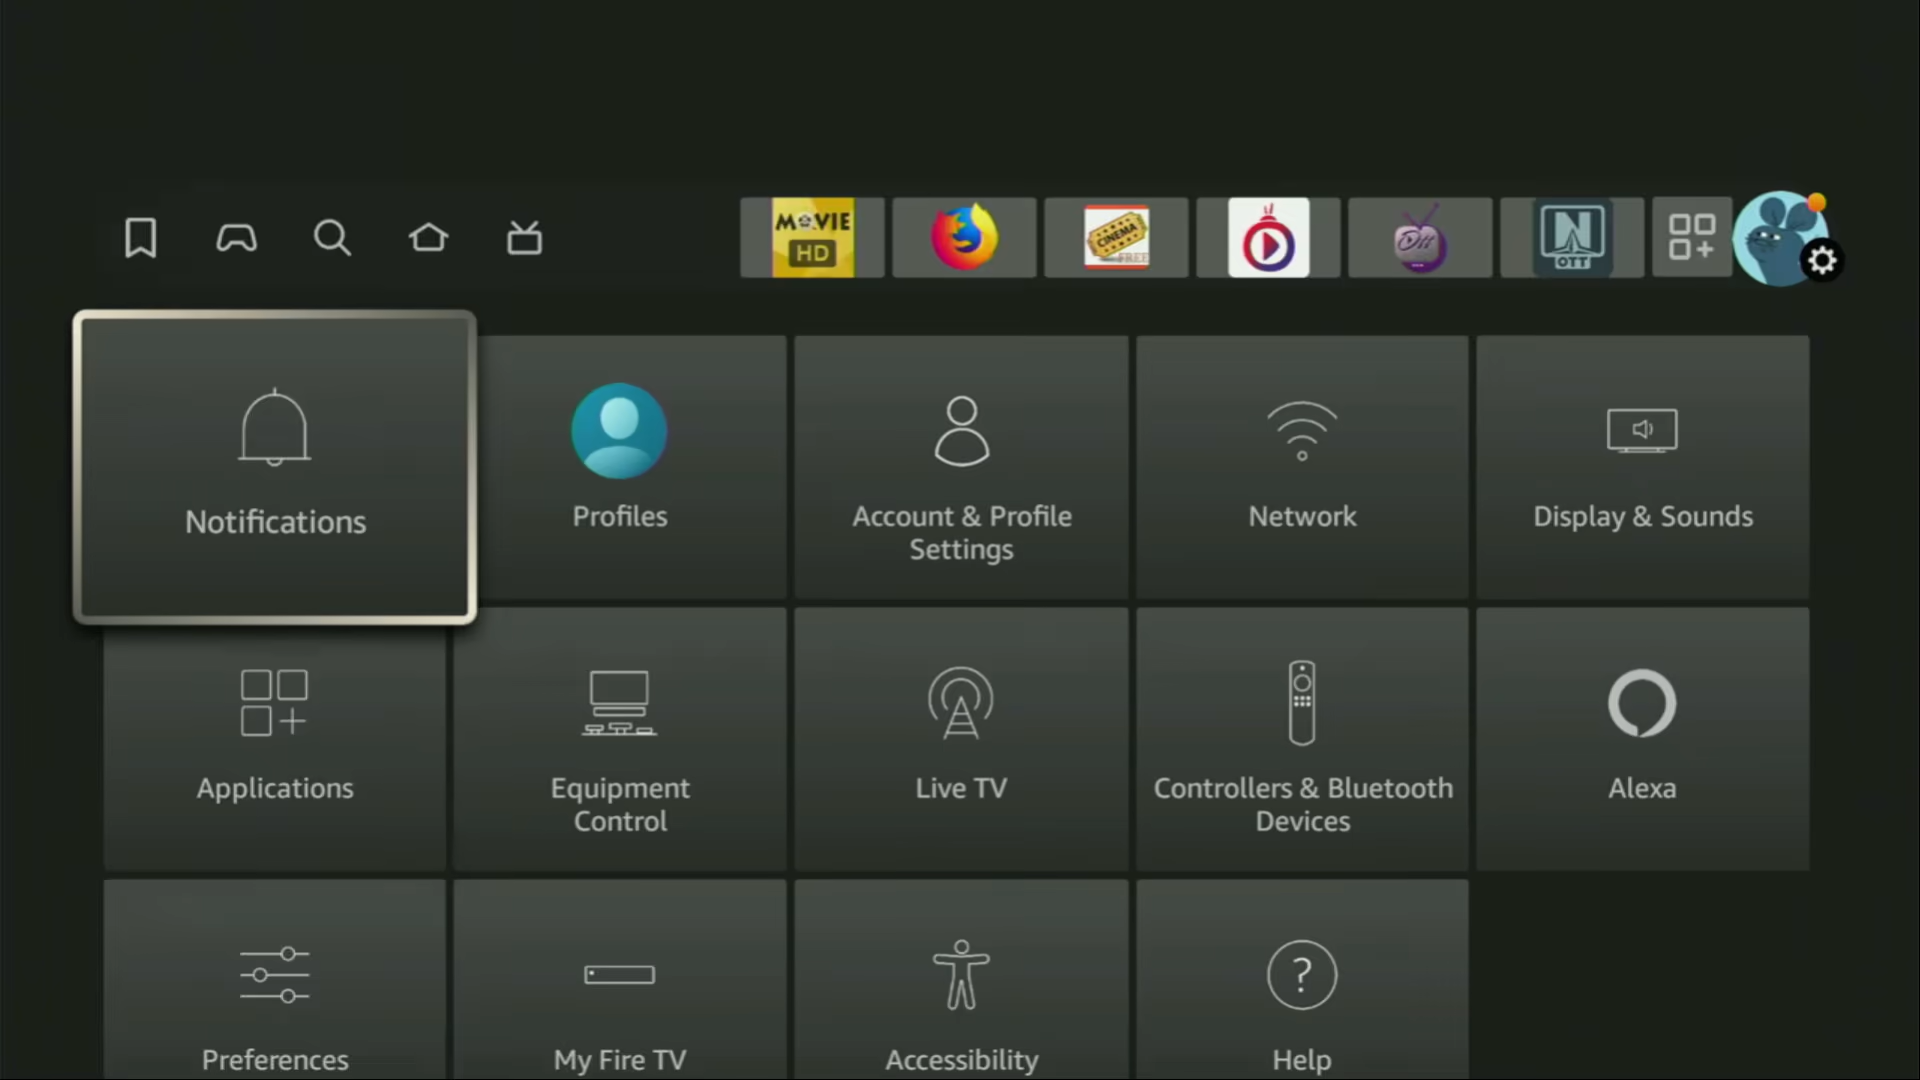 MOVIE
HD
CINEMA
FREE
OTT
Notifications
Profiles
Account & Profile
Settings
Network
Display & Sounds
Applications
Equipment
Control
Live TV
Controllers & Bluetooth
Devices
Alexa
Preferences
My Fire TV
Accessibility
?
Help